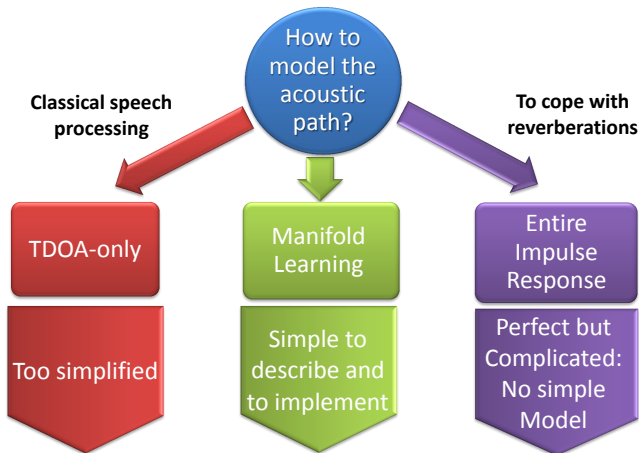 How to
model the
acoustic
path?
Classical speech
processing
To cope with
reverberations
TDOA-only
Manifold
Learning
Entire
Impulse
Response
Too simplified
Simple to
describe and
to implement
Perfect but
Complicated:
No simple
Model